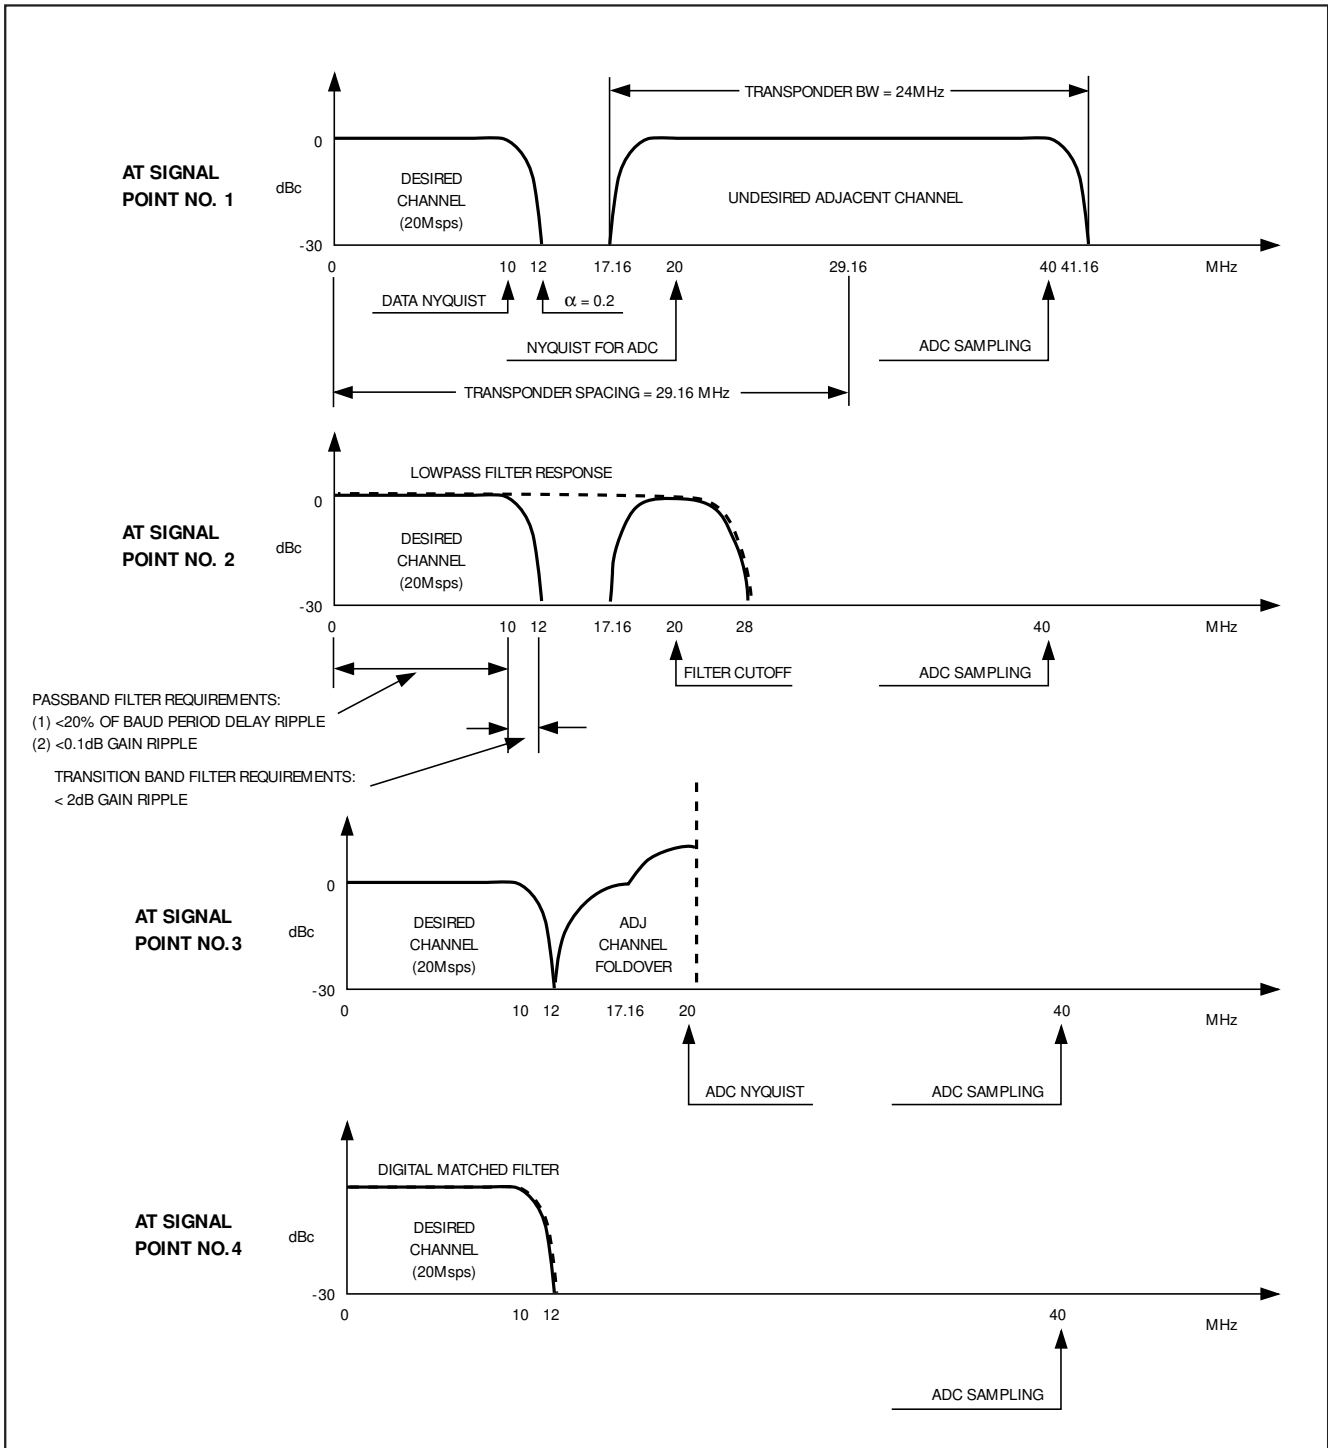 TRANSPONDER BW = 24MHz
0
AT SIGNAL
POINT NO. 1
dBc
DESIRED
CHANNEL
(20Msps)
UNDESIRED ADJACENT CHANNEL
-30
0 10 12 17.16 20 29.16 40 41.16 MHz
DATA NYQUIST
α = 0.2
NYQUIST FOR ADC
ADC SAMPLING
TRANSPONDER SPACING = 29.16 MHz
LOWPASS FILTER RESPONSE
0
AT SIGNAL
POINT NO. 2
dBc
DESIRED
CHANNEL
(20Msps)
-30
0 10 12 17.16 20 28 40 MHz
FILTER CUTOFF
ADC SAMPLING
PASSBAND FILTER REQUIREMENTS:
(1) <20% OF BAUD PERIOD DELAY RIPPLE
(2) <0.1dB GAIN RIPPLE
TRANSITION BAND FILTER REQUIREMENTS:
< 2dB GAIN RIPPLE
0
AT SIGNAL
POINT NO. 3
dBc
DESIRED
CHANNEL
(20Msps)
ADJ
CHANNEL
FOLDOVER
-30
0 10 12 17.16 20 40 MHz
ADC NYQUIST
ADC SAMPLING
DIGITAL MATCHED FILTER
AT SIGNAL
POINT NO. 4
dBc
DESIRED
CHANNEL
(20Msps)
-30
0 10 12 40 MHz
ADC SAMPLING